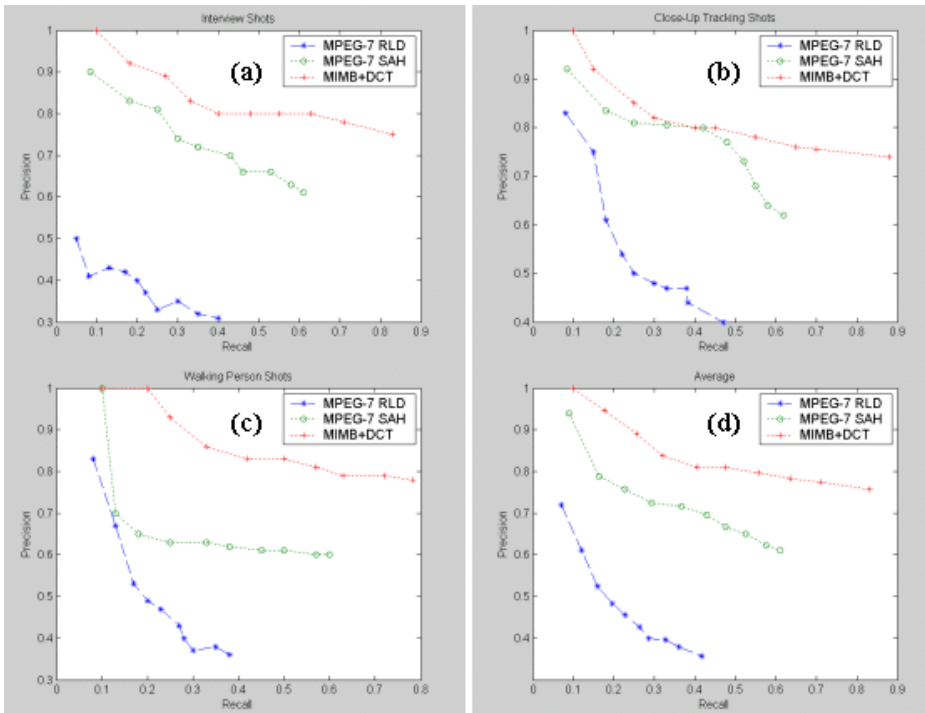 Interview Shots
1
0.9
0.8
0.7
0.6
0.5
0.4
0.3
Precision
(a)
MPEG-7 RLD
MPEG-7 SAH
MIMB+DCT
0 0.1 0.2 0.3 0.4 0.5 0.6 0.7 0.8 0.9
Recall
Close-Up Tracking Shots
1
0.9
0.8
0.7
0.6
0.5
0.4
Precision
(b)
MPEG-7 RLD
MPEG-7 SAH
MIMB+DCT
0 0.1 0.2 0.3 0.4 0.5 0.6 0.7 0.8 0.9
Recall
Walking Person Shots
1
0.9
0.8
0.7
0.6
0.5
0.4
0.3
Precision
(c)
MPEG-7 RLD
MPEG-7 SAH
MIMB+DCT
0 0.1 0.2 0.3 0.4 0.5 0.6 0.7 0.8
Recall
Average
1
0.9
0.8
0.7
0.6
0.5
0.4
0.3
Precision
(d)
MPEG-7 RLD
MPEG-7 SAH
MIMB+DCT
0 0.1 0.2 0.3 0.4 0.5 0.6 0.7 0.8 0.9
Recall